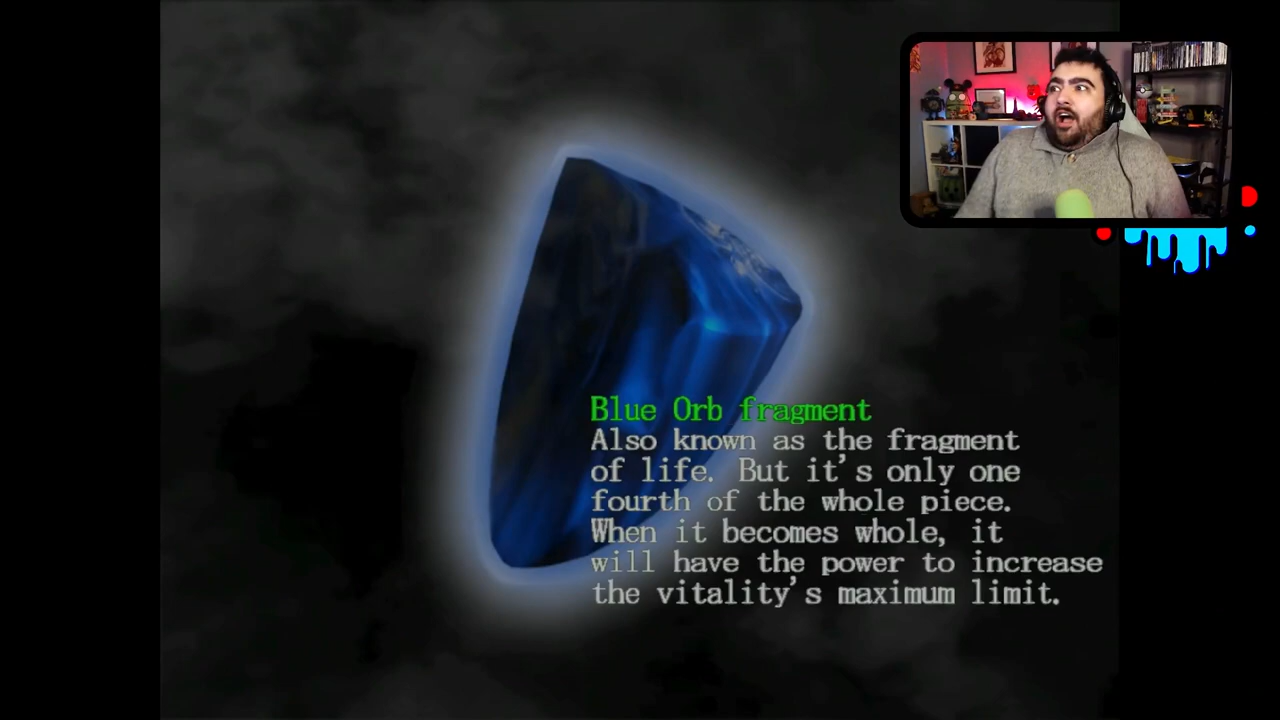 Blue Orb fragment
Also known as the fragment
of life. But it's only one
fourth of the whole piece.
When it becomes whole, it
will have the power to increase
the vitality's maximum limit.